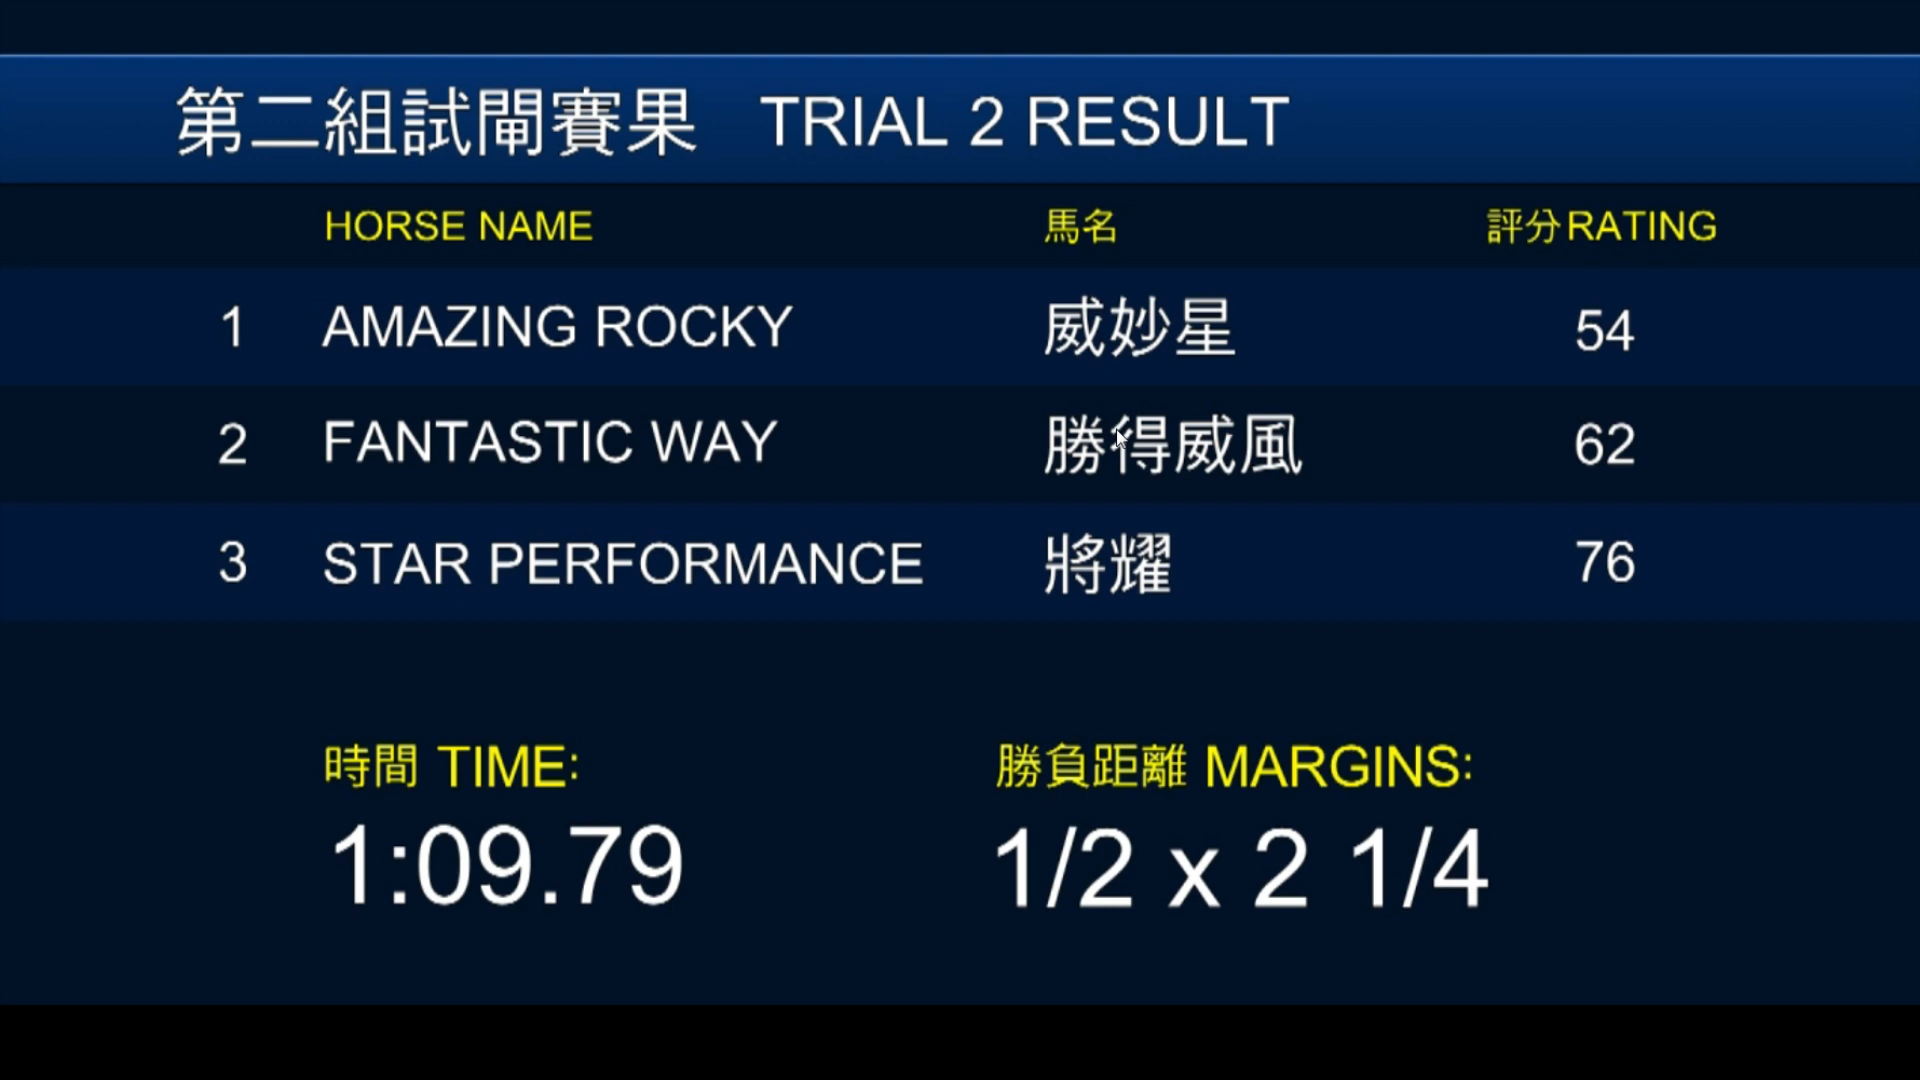 第二組試閘賽果 TRIAL 2 RESULT
HORSE NAME 馬名 評分RATING
1 AMAZING ROCKY 威妙星 54
2 FANTASTIC WAY 勝得威風 62
3 STAR PERFORMANCE 將耀 76
時間 TIME: 勝負距離 MARGINS:
1:09.79 1/2 x 2 1/4